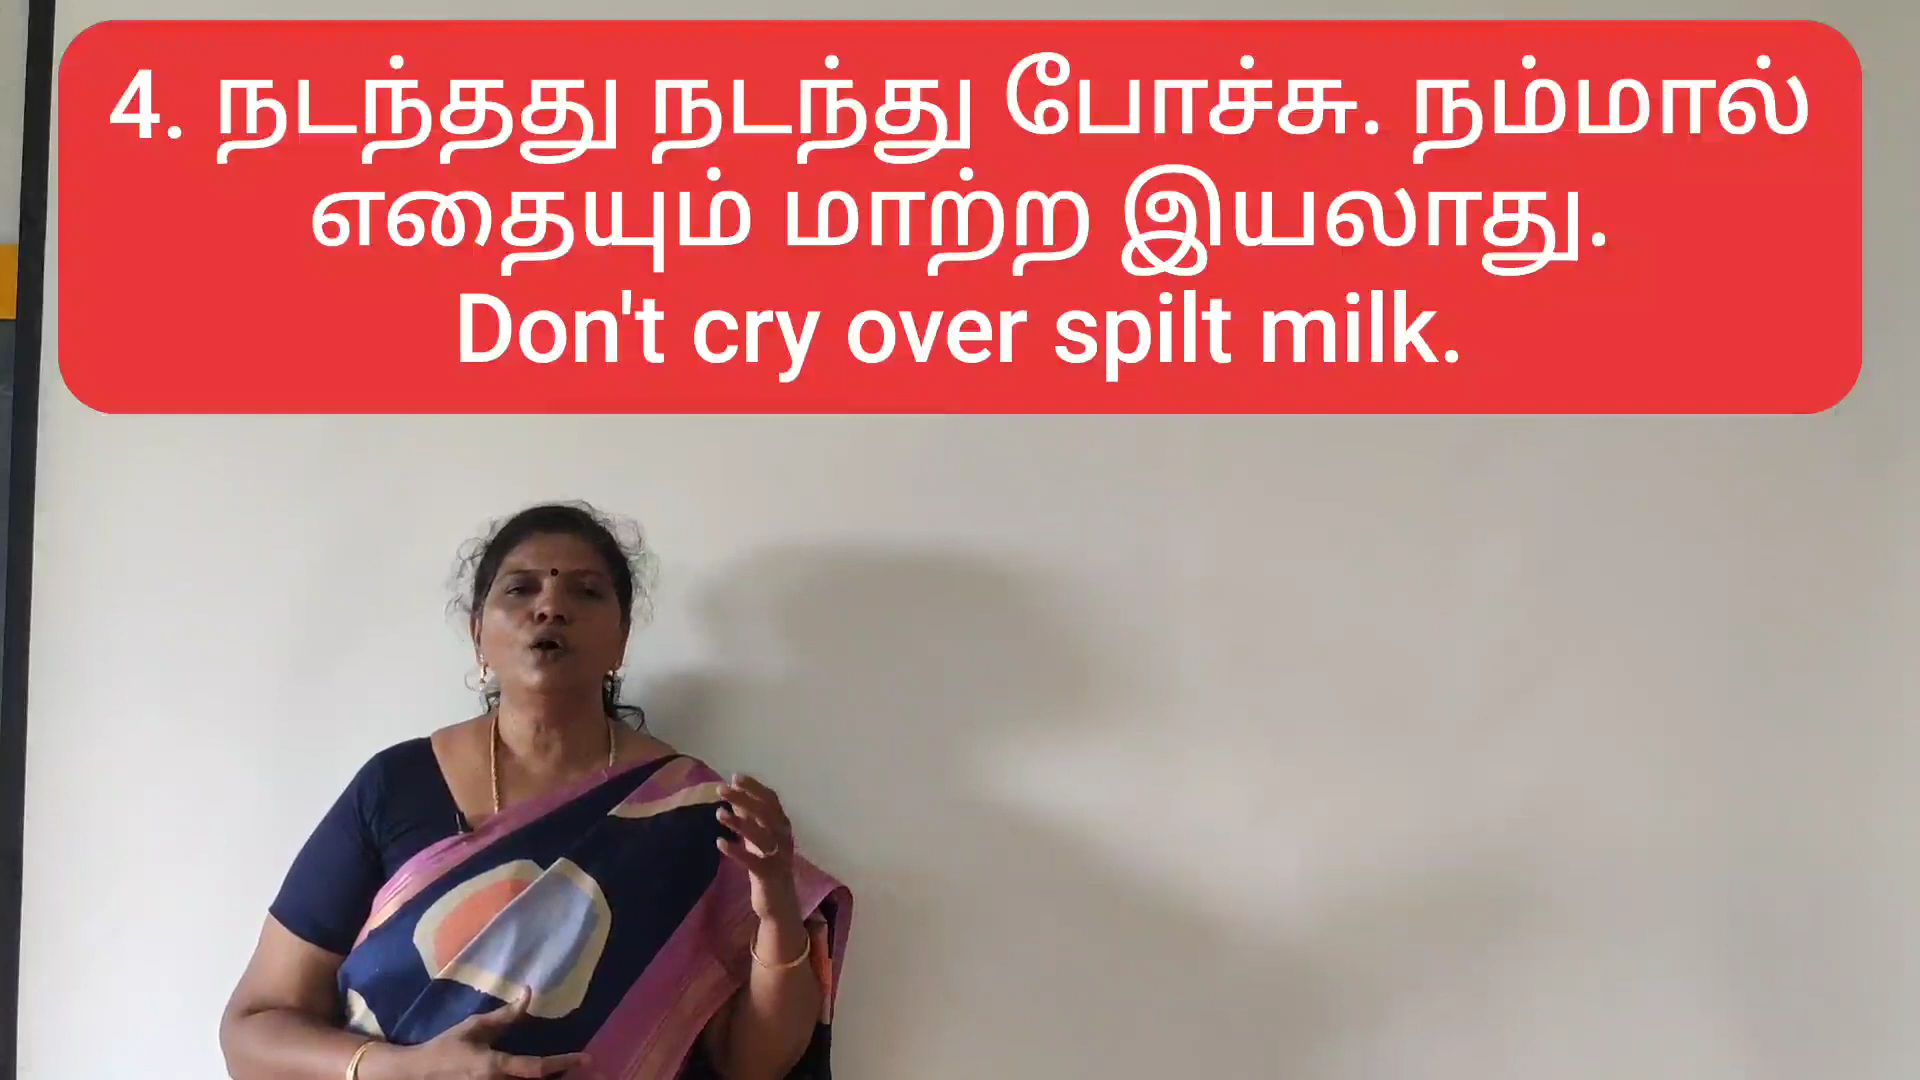 4. நடந்தது நடந்து போச்சு. நம்மால்
எதையும் மாற்ற இயலாது.
Don't cry over spilt milk.